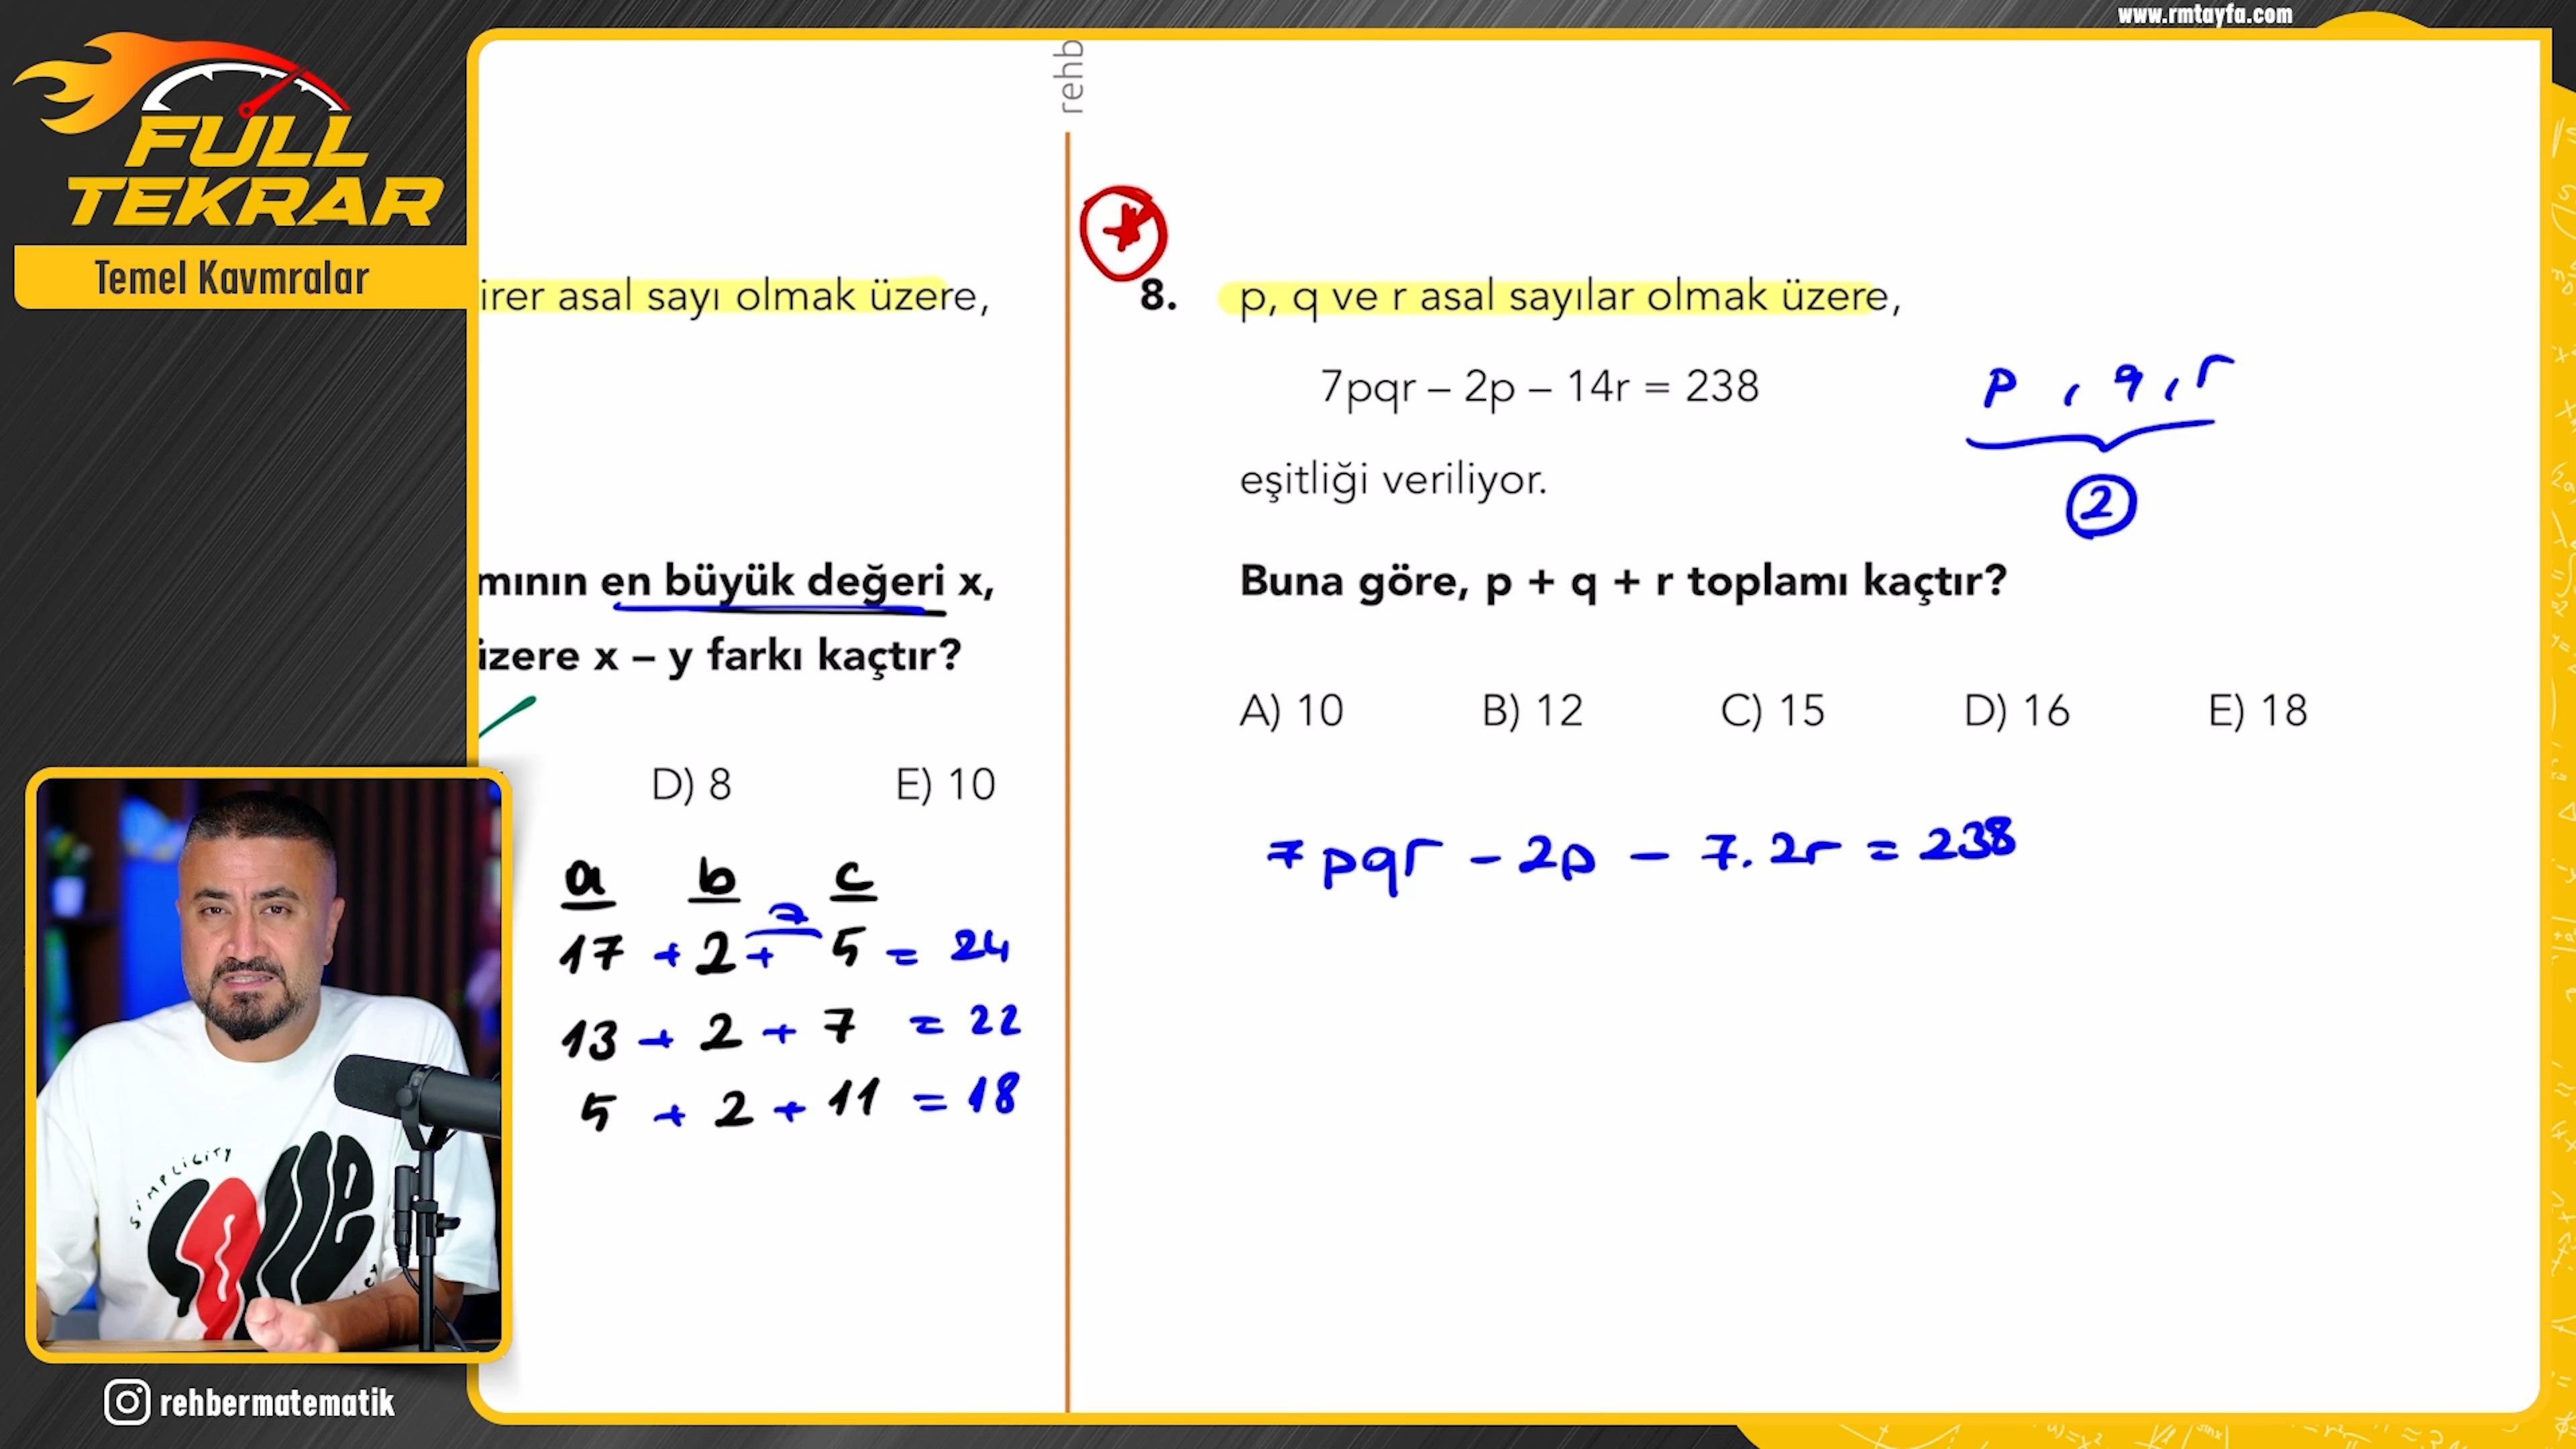 www.rmtayfa.com
FULL
TEKRAR
Temel Kavmralar
irer asal sayı olmak üzere,
mının en büyük değeri x,
üzere x – y farkı kaçtır?
D) 8 E) 10
a b c
7
17 + 2 + 5 = 24
13 + 2 + 7 = 22
5 + 2 + 11 = 18
rehb
8. p, q ve r asal sayılar olmak üzere,
7pqr – 2p – 14r = 238
p, q, r
2
eşitliği veriliyor.
Buna göre, p + q + r toplamı kaçtır?
A) 10 B) 12 C) 15 D) 16 E) 18
7pqr - 2p - 7.2r = 238
SIMPLICITY
rehbermatematik